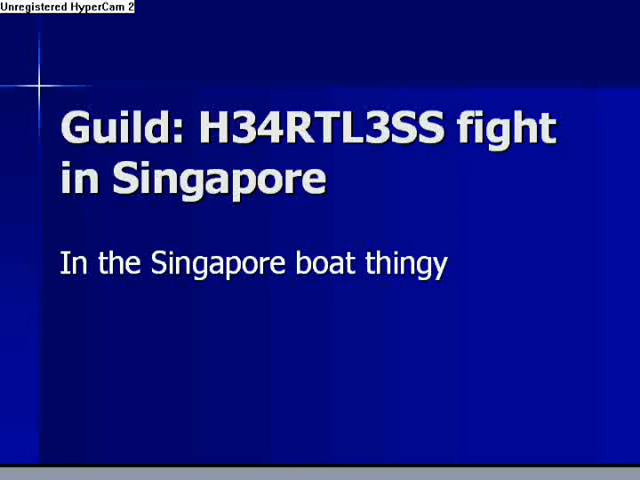 Unregistered HyperCam 2
Guild: H34RTL3SS fight
in Singapore
In the Singapore boat thingy